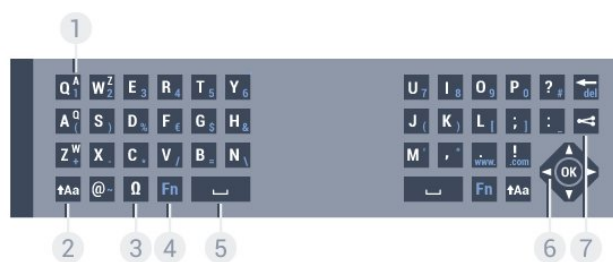 1
Q A 1 W Z 2 E 3 R 4 T 5 Y 6 U 7 I 8 O 9 P 0 ? # del
A Q ( S ) D % F € G $ H & J ( K ) L [ ; ] : _
Z W + X - C * V / B = N \ M ' , " . www. ! .com OK
Aa @ ~ Ω Fn Fn Aa
2 3 4 5 6 7